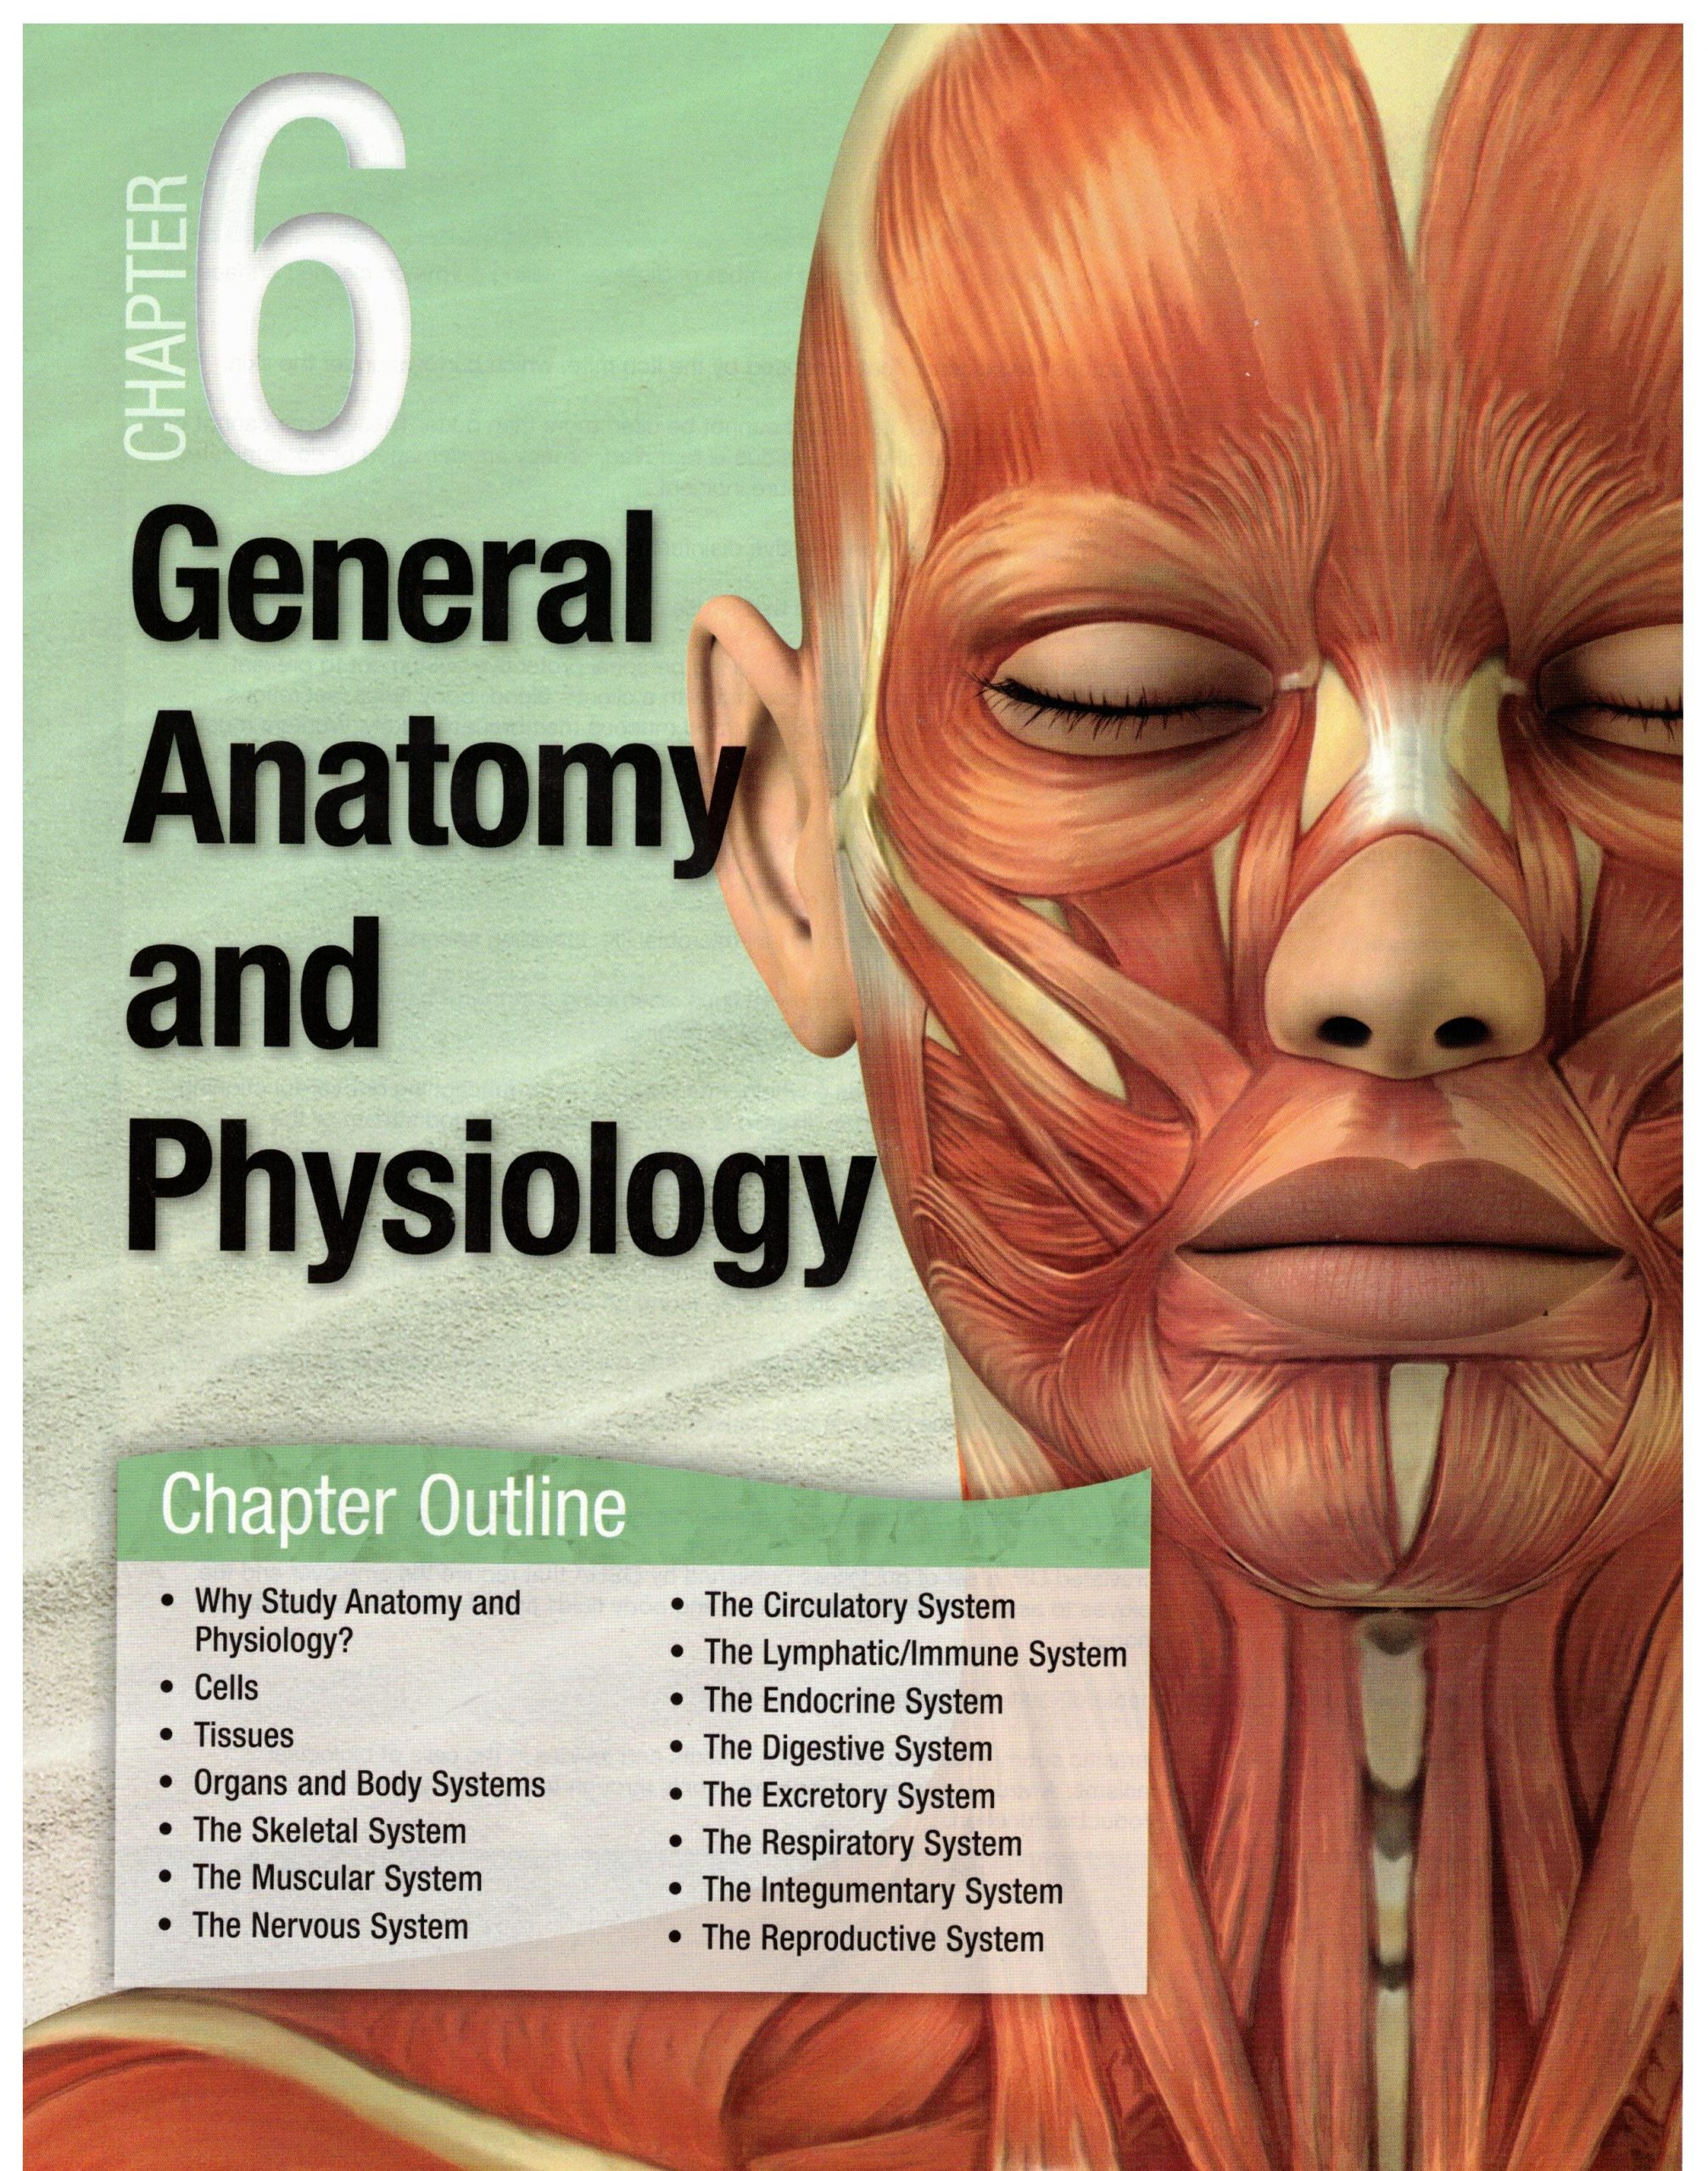 CHAPTER
6
General
Anatomy
and
Physiology
Chapter Outline
• Why Study Anatomy and
Physiology?
• Cells
• Tissues
• Organs and Body Systems
• The Skeletal System
• The Muscular System
• The Nervous System
• The Circulatory System
• The Lymphatic/Immune System
• The Endocrine System
• The Digestive System
• The Excretory System
• The Respiratory System
• The Integumentary System
• The Reproductive System